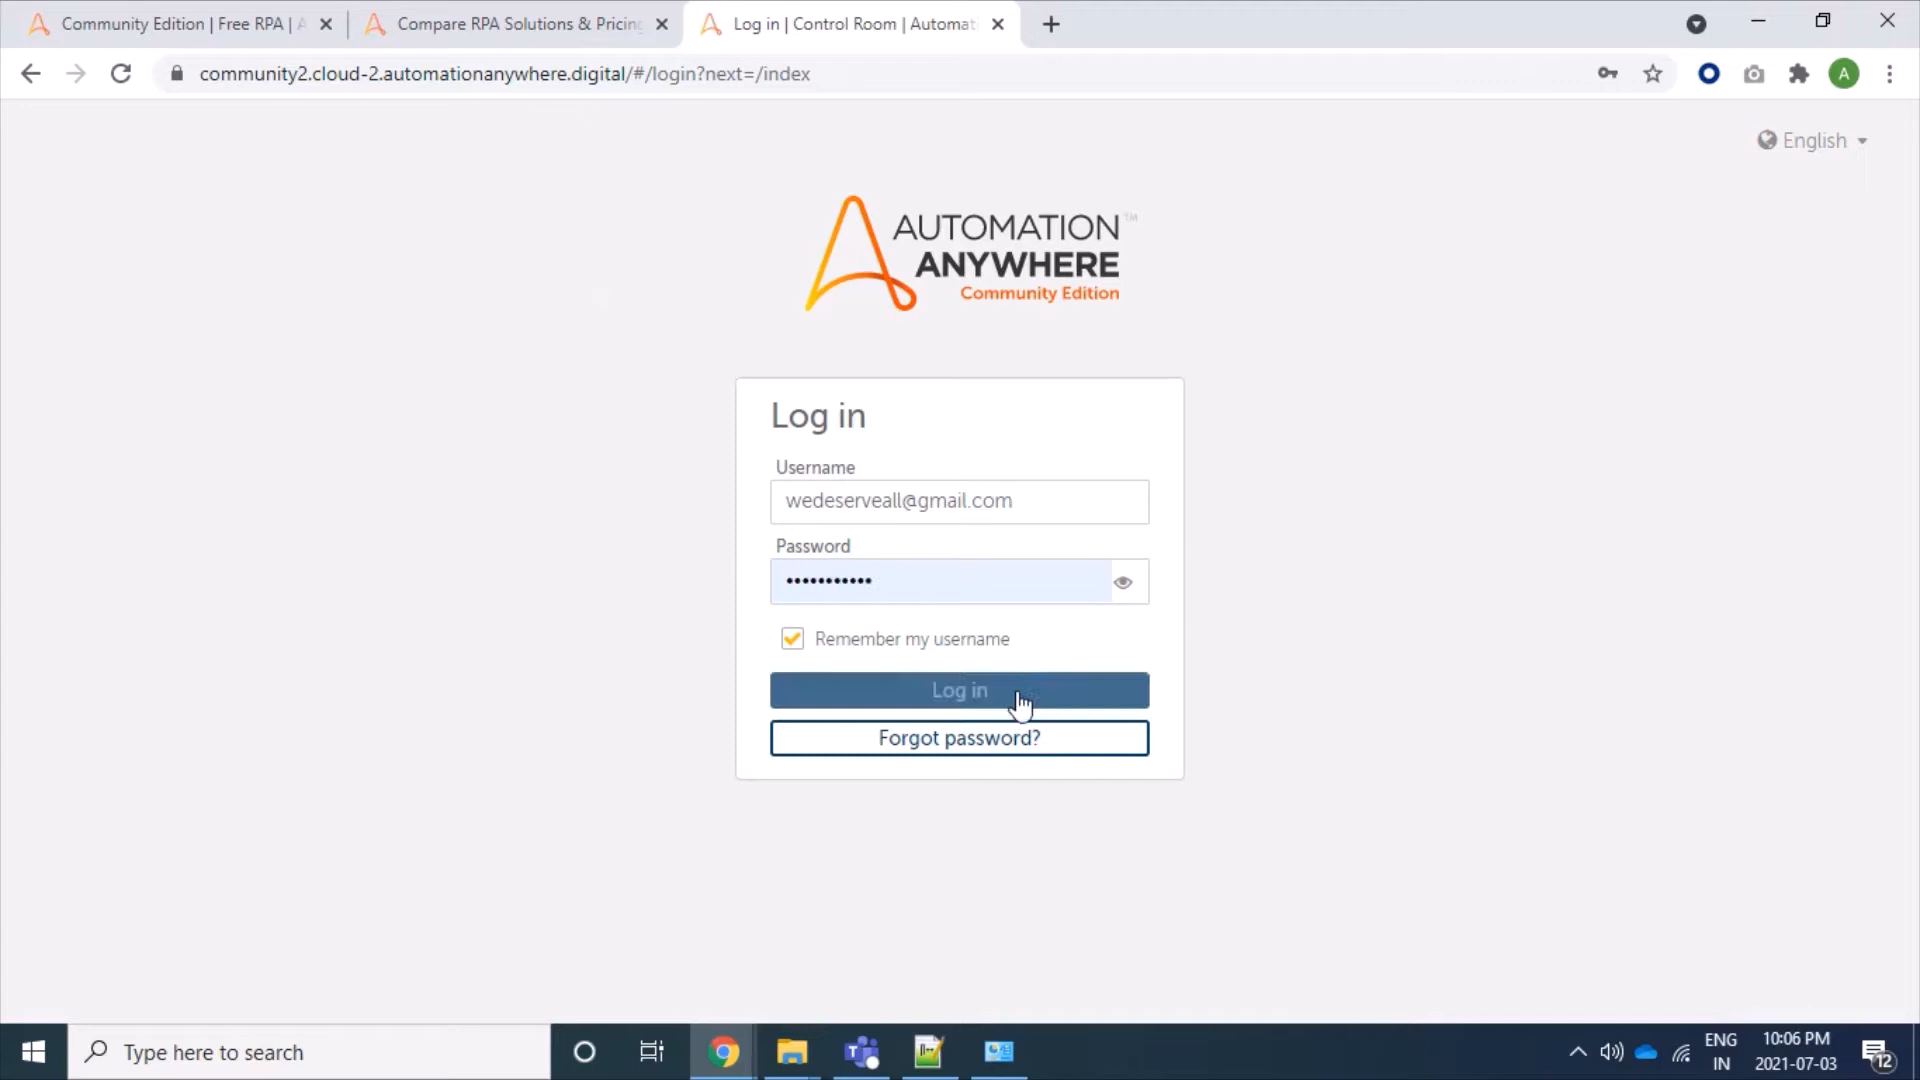 Community Edition | Free RPA | A
Compare RPA Solutions & Pricing
Log in | Control Room | Automat
community2.cloud-2.automationanywhere.digital/#/login?next=/index
A
English
AUTOMATION™
ANYWHERE
Community Edition
Log in
Username
wedeserveall@gmail.com
Password
•••••••••••
Remember my username
Log in
Forgot password?
Type here to search
ENG
IN
10:06 PM
2021-07-03
12